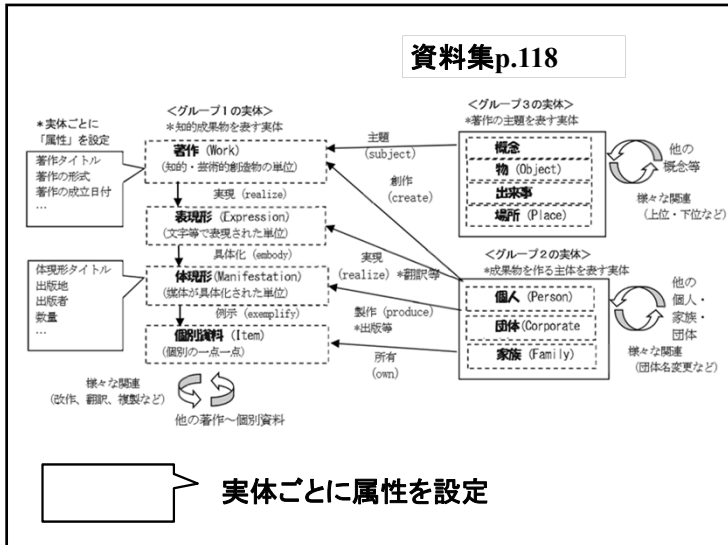 資料集p.118
＜グループ１の実体＞
＊知的成果物を表す実体
＊実体ごとに
「属性」を設定
著作タイトル
著作の形式
著作の成立日付
…
著作 (Work)
(知的・芸術的創造物の単位)
実現 (realize)
表現形 (Expression)
(文字等で表現された単位)
具体化 (embody)
体現形タイトル
出版地
出版者
数量
…
体現形(Manifestation)
(媒体が具体化された単位)
例示 (exemplify)
個別資料 (Item)
(個別の一点一点)
様々な関連
(改作、翻訳、複製など)
他の著作～個別資料
主題
(subject)
創作
(create)
実現
(realize) *翻訳等
製作 (produce)
*出版等
所有
(own)
＜グループ３の実体＞
*著作の主題を表す実体
概念
物 (Object)
出来事
場所 (Place)
他の
概念等
様々な関連
(上位・下位など)
＜グループ２の実体＞
*成果物を作る主体を表す実体
個人 (Person)
団体(Corporate
家族 (Family)
他の
個人・
家族・
団体
様々な関連
(団体名変更など)
実体ごとに属性を設定